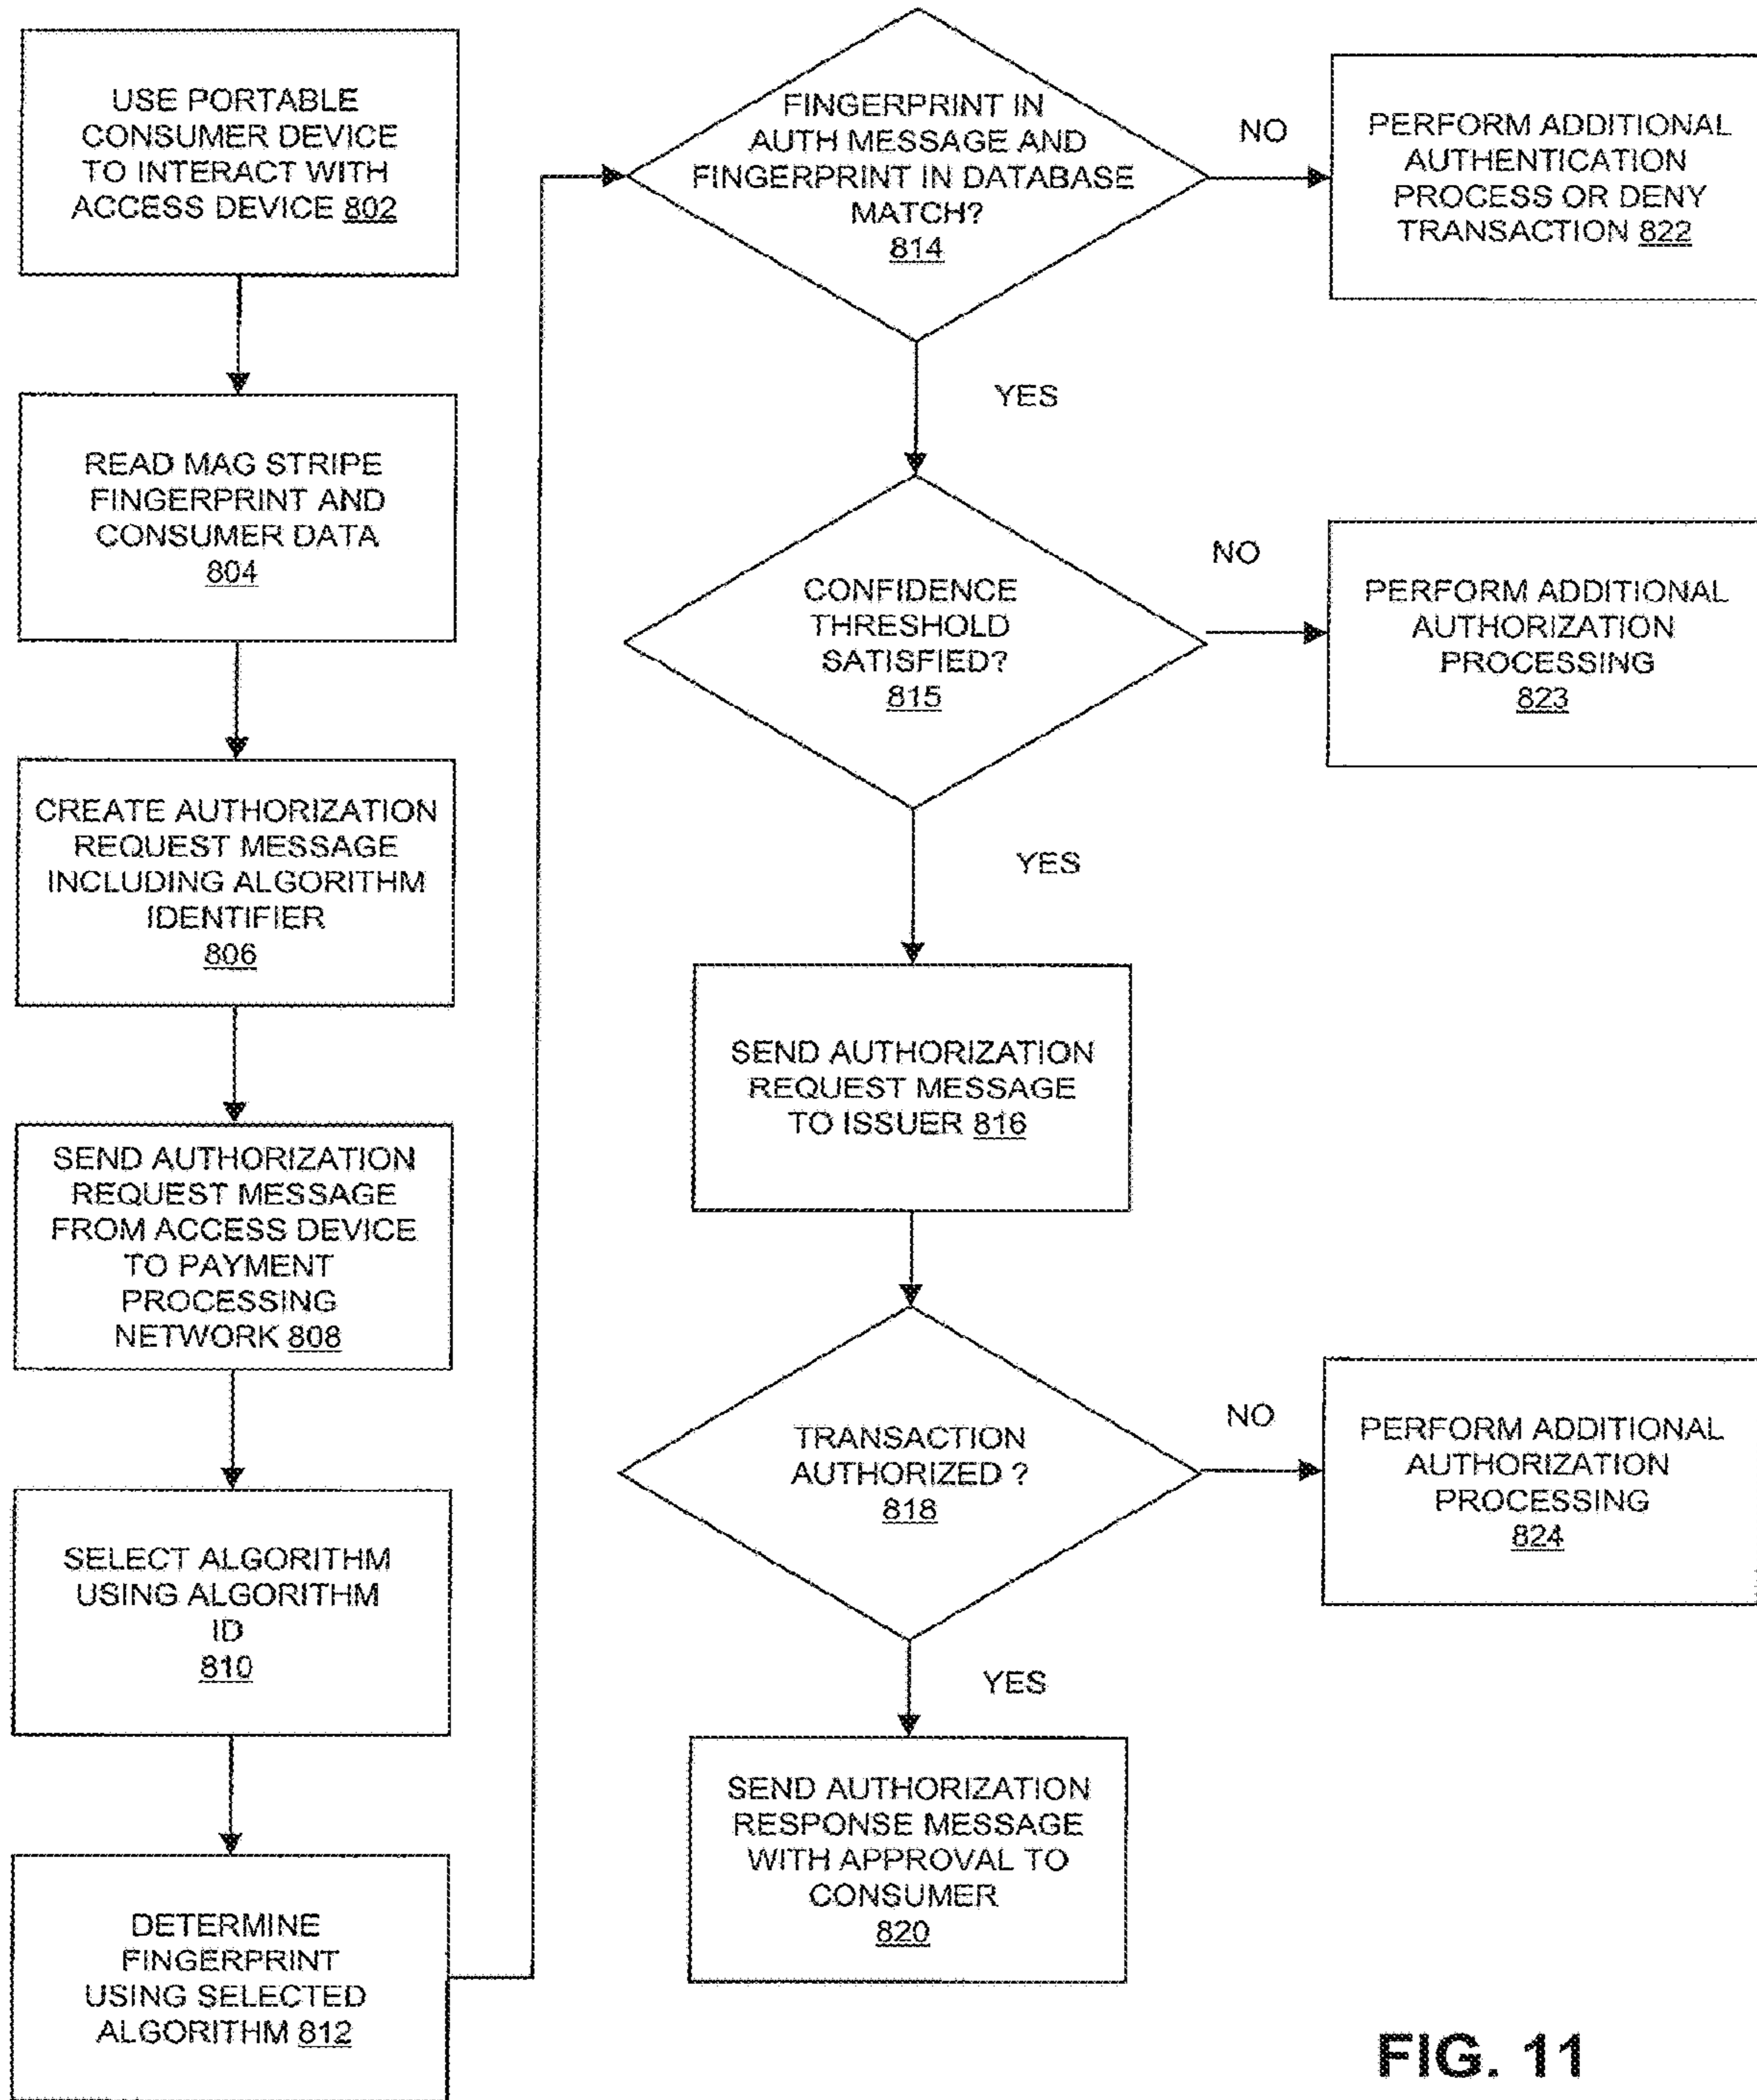 USE PORTABLE
CONSUMER DEVICE
TO INTERACT WITH
ACCESS DEVICE 802
READ MAG STRIPE
FINGERPRINT AND
CONSUMER DATA
804
CREATE AUTHORIZATION
REQUEST MESSAGE
INCLUDING ALGORITHM
IDENTIFIER
806
SEND AUTHORIZATION
REQUEST MESSAGE
FROM ACCESS DEVICE
TO PAYMENT
PROCESSING
NETWORK 808
SELECT ALGORITHM
USING ALGORITHM
ID
810
DETERMINE
FINGERPRINT
USING SELECTED
ALGORITHM 812
FINGERPRINT IN
AUTH MESSAGE AND
FINGERPRINT IN DATABASE
MATCH?
814
NO
PERFORM ADDITIONAL
AUTHENTICATION
PROCESS OR DENY
TRANSACTION 822
YES
CONFIDENCE
THRESHOLD
SATISFIED?
815
NO
PERFORM ADDITIONAL
AUTHORIZATION
PROCESSING
823
YES
SEND AUTHORIZATION
REQUEST MESSAGE
TO ISSUER 816
TRANSACTION
AUTHORIZED ?
818
NO
PERFORM ADDITIONAL
AUTHORIZATION
PROCESSING
824
YES
SEND AUTHORIZATION
RESPONSE MESSAGE
WITH APPROVAL TO
CONSUMER
820
FIG. 11